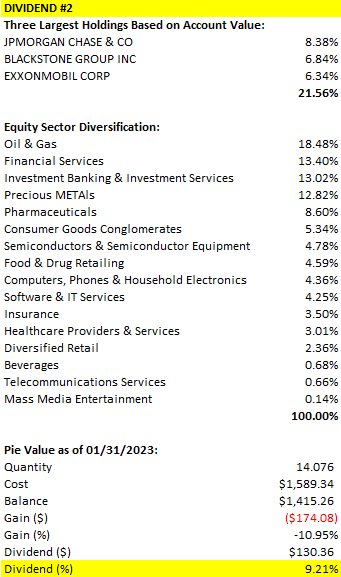 DIVIDEND #2
Three Largest Holdings Based on Account Value:
JPMORGAN CHASE & CO 8.38%
BLACKSTONE GROUP INC 6.84%
EXXONMOBIL CORP 6.34%
21.56%
Equity Sector Diversification:
Oil & Gas 18.48%
Financial Services 13.40%
Investment Banking & Investment Services 13.02%
Precious METAls 12.82%
Pharmaceuticals 8.60%
Consumer Goods Conglomerates 5.34%
Semiconductors & Semiconductor Equipment 4.78%
Food & Drug Retailing 4.59%
Computers, Phones & Household Electronics 4.36%
Software & IT Services 4.25%
Insurance 3.50%
Healthcare Providers & Services 3.01%
Diversified Retail 2.36%
Beverages 0.68%
Telecommunications Services 0.66%
Mass Media Entertainment 0.14%
100.00%
Pie Value as of 01/31/2023:
Quantity 14.076
Cost $1,589.34
Balance $1,415.26
Gain ($) ($174.08)
Gain (%) -10.95%
Dividend ($) $130.36
Dividend (%) 9.21%